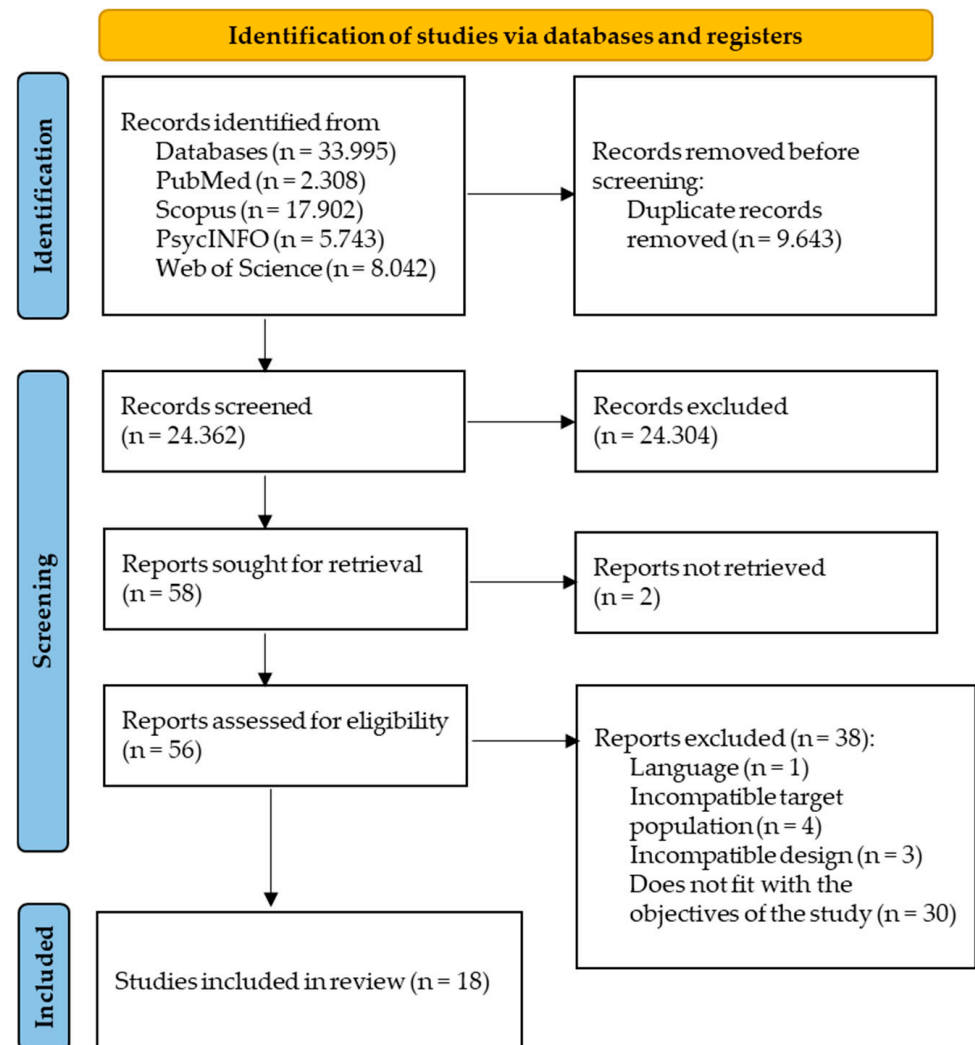 Identification of studies via databases and registers
Identification
Records identified from
Databases (n = 33.995)
PubMed (n = 2.308)
Scopus (n = 17.902)
PsycINFO (n = 5.743)
Web of Science (n = 8.042)
Records removed before
screening:
Duplicate records
removed (n = 9.643)
Screening
Records screened
(n = 24.362)
Records excluded
(n = 24.304)
Reports sought for retrieval
(n = 58)
Reports not retrieved
(n = 2)
Reports assessed for eligibility
(n = 56)
Reports excluded (n = 38):
Language (n = 1)
Incompatible target
population (n = 4)
Incompatible design (n = 3)
Does not fit with the
objectives of the study (n = 30)
Included
Studies included in review (n = 18)